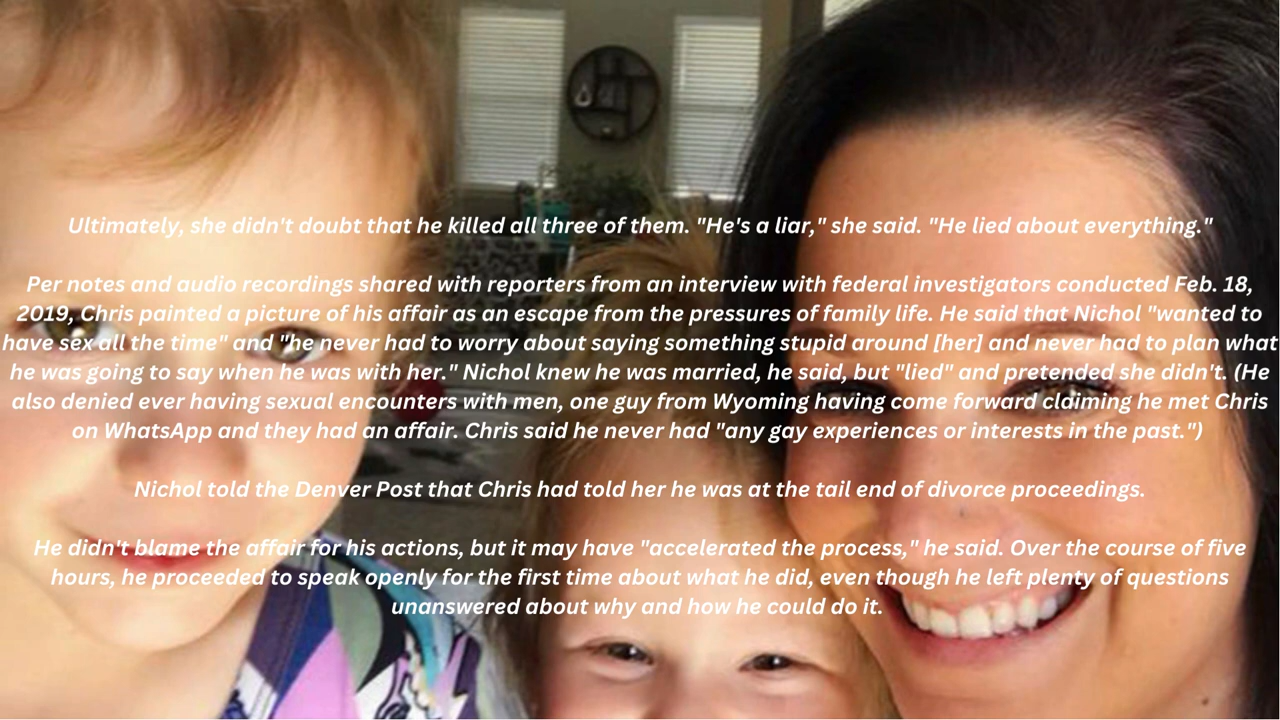 Ultimately, she didn't doubt that he killed all three of them. "He's a liar," she said. "He lied about everything."
Per notes and audio recordings shared with reporters from an interview with federal investigators conducted Feb. 18,
2019, Chris painted a picture of his affair as an escape from the pressures of family life. He said that Nichol "wanted to
have sex all the time" and "he never had to worry about saying something stupid around [her] and never had to plan what
he was going to say when he was with her." Nichol knew he was married, he said, but "lied" and pretended she didn't. (He
also denied ever having sexual encounters with men, one guy from Wyoming having come forward claiming he met Chris
on WhatsApp and they had an affair. Chris said he never had "any gay experiences or interests in the past.")
Nichol told the Denver Post that Chris had told her he was at the tail end of divorce proceedings.
He didn't blame the affair for his actions, but it may have "accelerated the process," he said. Over the course of five
hours, he proceeded to speak openly for the first time about what he did, even though he left plenty of questions
unanswered about why and how he could do it.